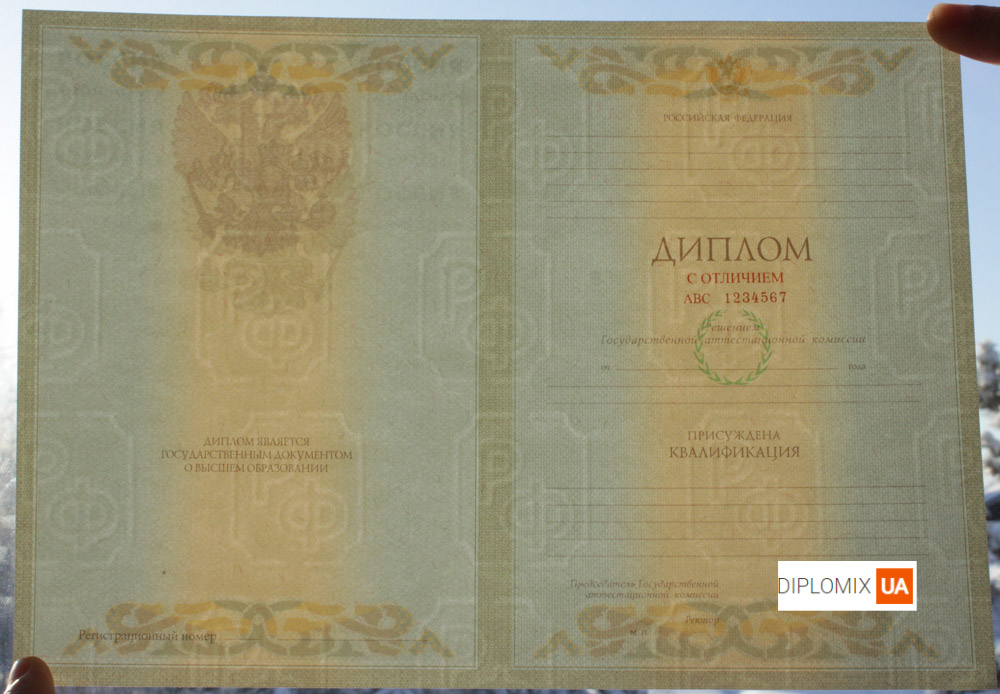 ДИПЛОМ ЯВЛЯЕТСЯ
ГОСУДАРСТВЕННЫМ ДОКУМЕНТОМ
О ВЫСШЕМ ОБРАЗОВАНИИ
Регистрационный номер
РОССИЙСКАЯ ФЕДЕРАЦИЯ
ДИПЛОМ
С ОТЛИЧИЕМ
АВС 1234567
Решением
Государственной аттестационной комиссии
от года
ПРИСУЖДЕНА
КВАЛИФИКАЦИЯ
Председатель Государственной
аттестационной комиссии
Ректор
М.П.
DIPLOMIX UA